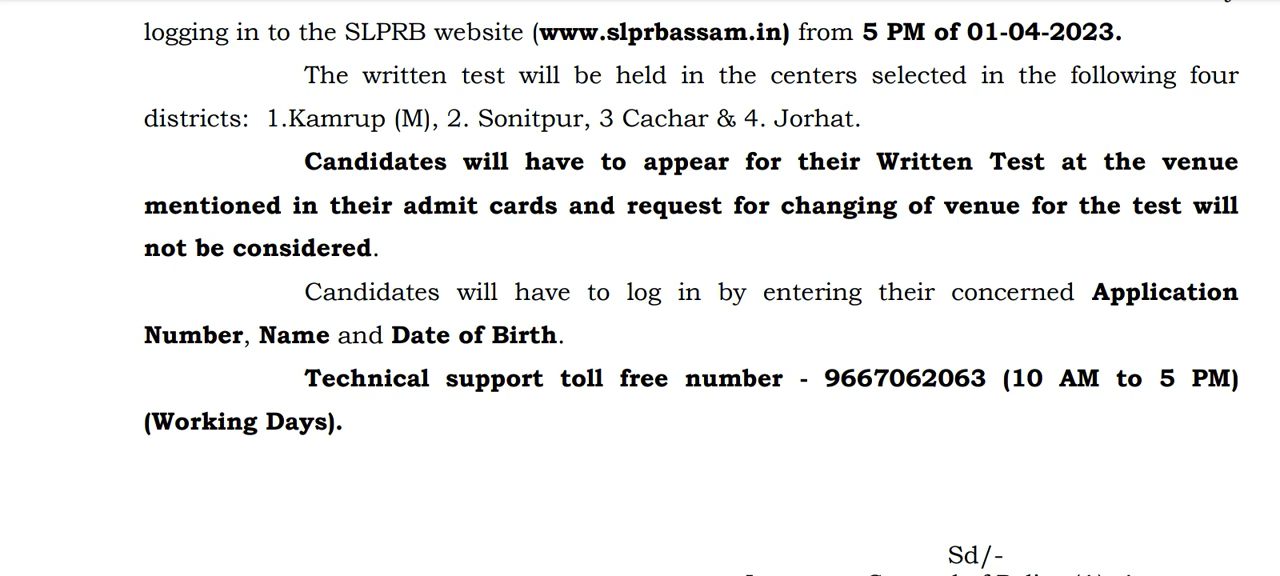 logging in to the SLPRB website (www.slprbassam.in) from 5 PM of 01-04-2023.
The written test will be held in the centers selected in the following four
districts: 1.Kamrup (M), 2. Sonitpur, 3 Cachar & 4. Jorhat.
Candidates will have to appear for their Written Test at the venue
mentioned in their admit cards and request for changing of venue for the test will
not be considered.
Candidates will have to log in by entering their concerned Application
Number, Name and Date of Birth.
Technical support toll free number - 9667062063 (10 AM to 5 PM)
(Working Days).
Sd/-